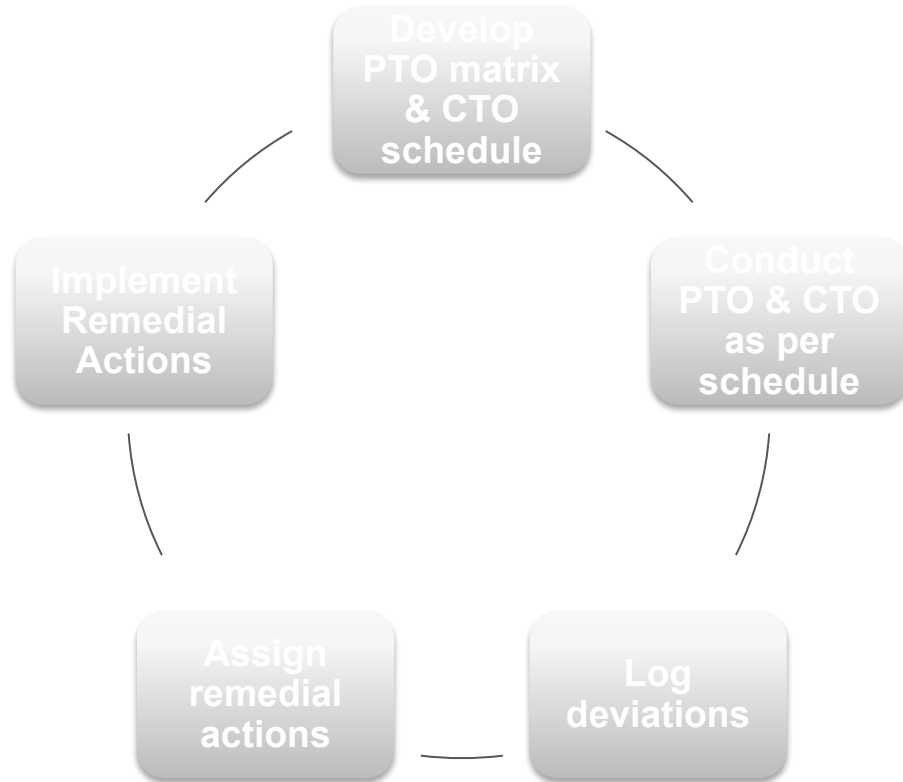 Develop
PTO matrix
& CTO
schedule
Conduct
PTO & CTO
as per
schedule
Log
deviations
Assign
remedial
actions
Implement
Remedial
Actions